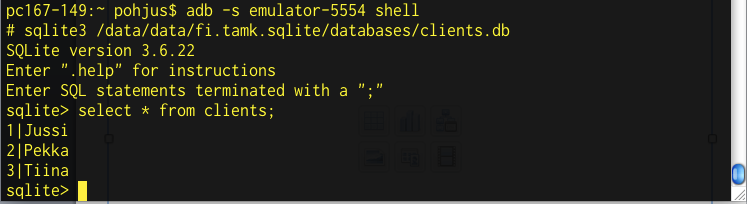 pc167-149:~ pohjus$ adb -s emulator-5554 shell
# sqlite3 /data/data/fi.tamk.sqlite/databases/clients.db
SQLite version 3.6.22
Enter ".help" for instructions
Enter SQL statements terminated with a ";"
sqlite> select * from clients;
1|Jussi
2|Pekka
3|Tiina
sqlite>